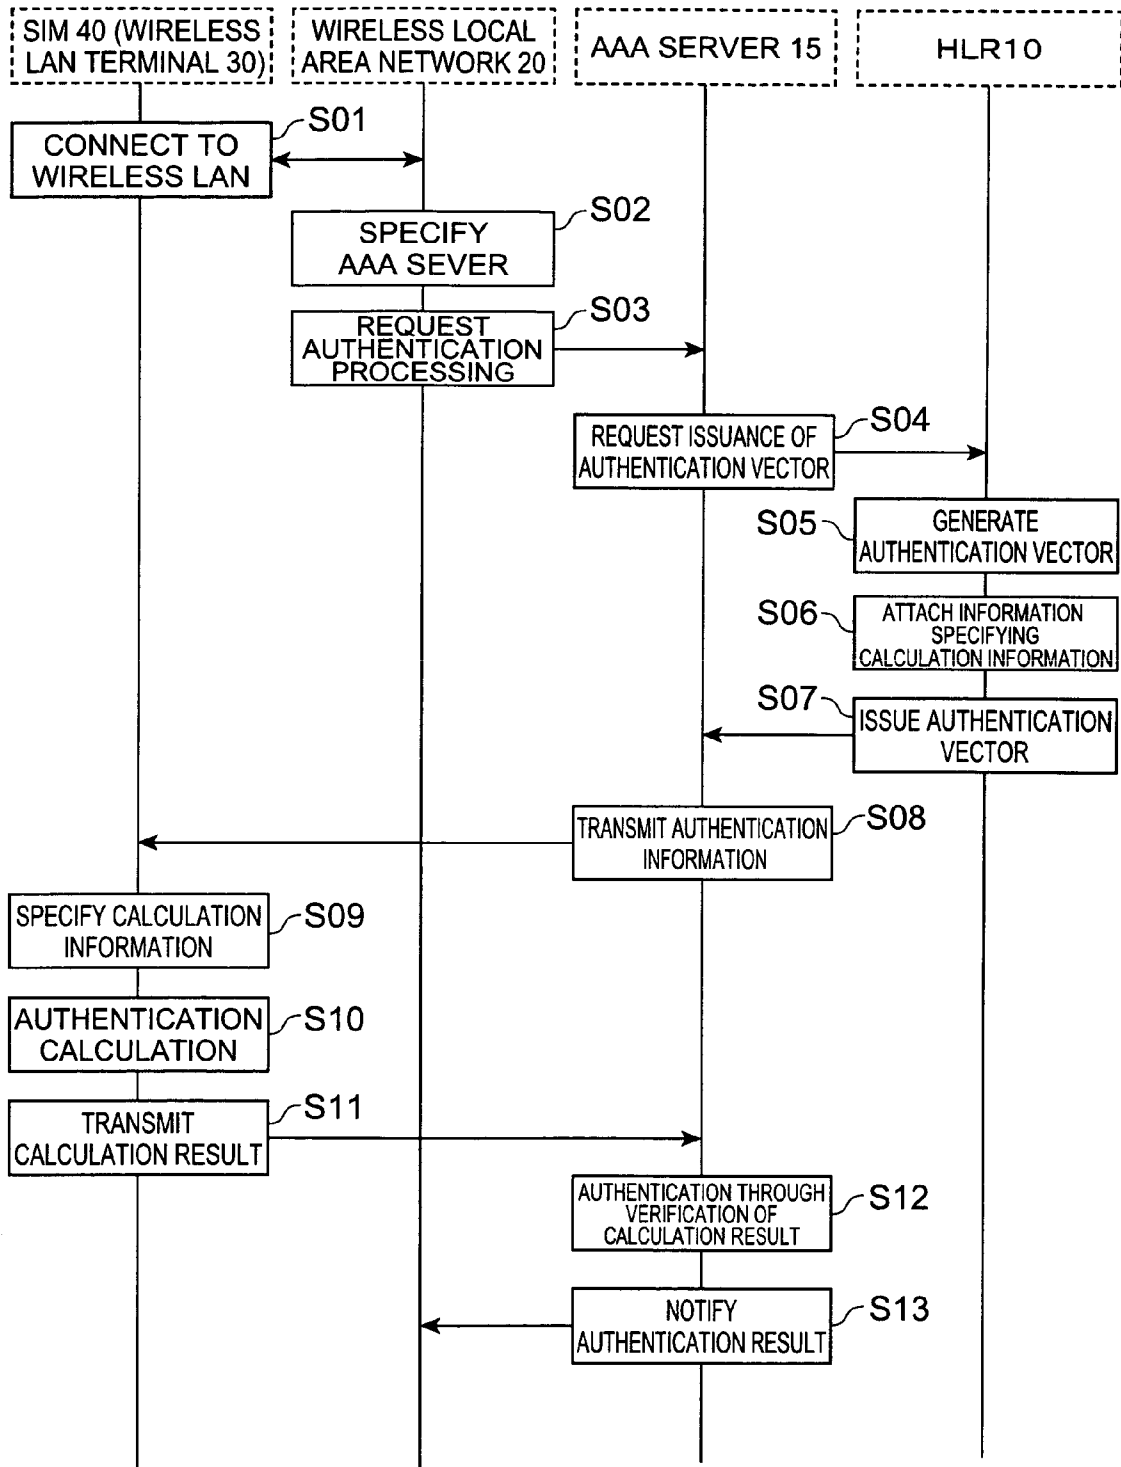 SIM 40 (WIRELESS
LAN TERMINAL 30)
WIRELESS LOCAL
AREA NETWORK 20
AAA SERVER 15
HLR10
CONNECT TO
WIRELESS LAN
S01
SPECIFY
AAA SEVER
S02
REQUEST
AUTHENTICATION
PROCESSING
S03
REQUEST ISSUANCE OF
AUTHENTICATION VECTOR
S04
S05
GENERATE
AUTHENTICATION VECTOR
S06
ATTACH INFORMATION
SPECIFYING
CALCULATION INFORMATION
S07
ISSUE AUTHENTICATION
VECTOR
TRANSMIT AUTHENTICATION
INFORMATION
S08
SPECIFY CALCULATION
INFORMATION
S09
AUTHENTICATION
CALCULATION
S10
TRANSMIT
CALCULATION RESULT
S11
AUTHENTICATION THROUGH
VERIFICATION OF
CALCULATION RESULT
S12
NOTIFY
AUTHENTICATION RESULT
S13